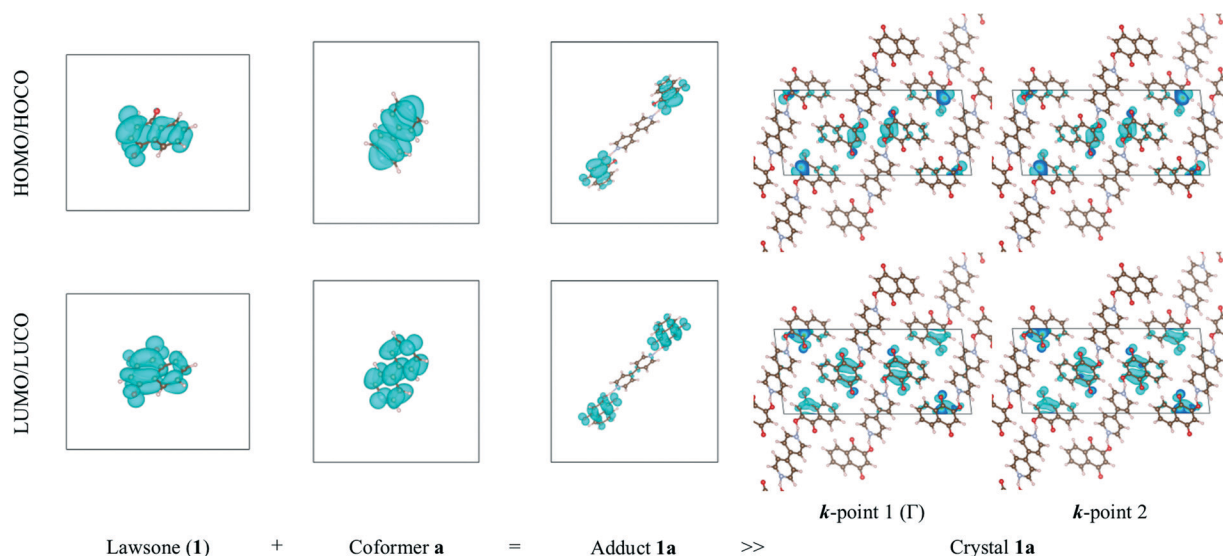 HOMO/HOCO
LUMO/LUCO
k-point 1 (Γ)
k-point 2
Lawsone (1) + Coformer a = Adduct 1a >> Crystal 1a